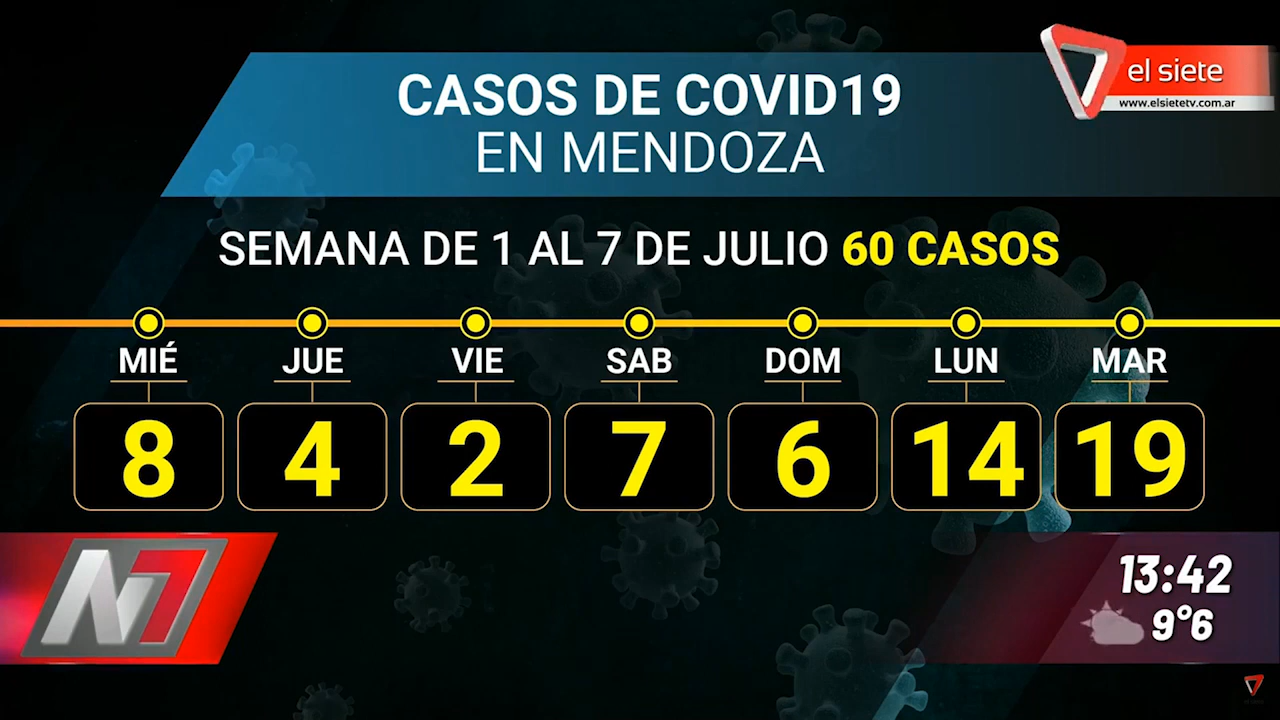 CASOS DE COVID19
EN MENDOZA
el siete
www.elsietetv.com.ar
SEMANA DE 1 AL 7 DE JULIO 60 CASOS
MIÉ JUE VIE SAB DOM LUN MAR
8 4 2 7 6 14 19
N7
13:42
9°6